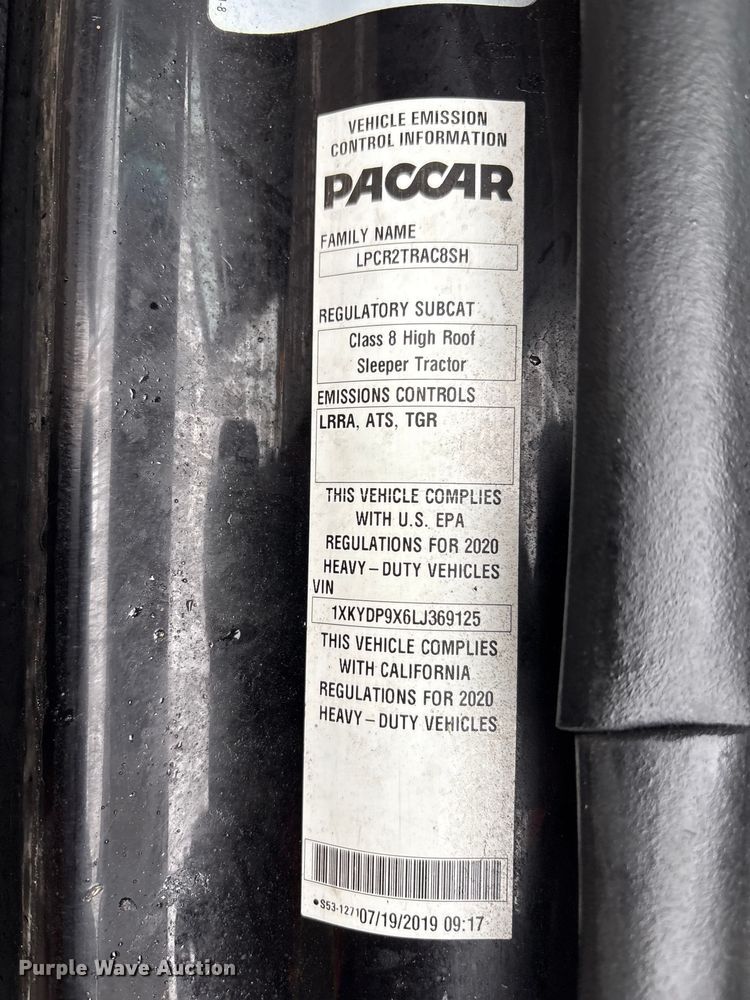 VEHICLE EMISSION
CONTROL INFORMATION
PACCAR
FAMILY NAME
LPCR2TRAC8SH
REGULATORY SUBCAT
Class 8 High Roof
Sleeper Tractor
EMISSIONS CONTROLS
LRRA, ATS, TGR
THIS VEHICLE COMPLIES
WITH U.S. EPA
REGULATIONS FOR 2020
HEAVY-DUTY VEHICLES
VIN
1XKYDP9X6LJ369125
THIS VEHICLE COMPLIES
WITH CALIFORNIA
REGULATIONS FOR 2020
HEAVY-DUTY VEHICLES
•S53-1271 07/19/2019 09:17
Purple Wave Auction